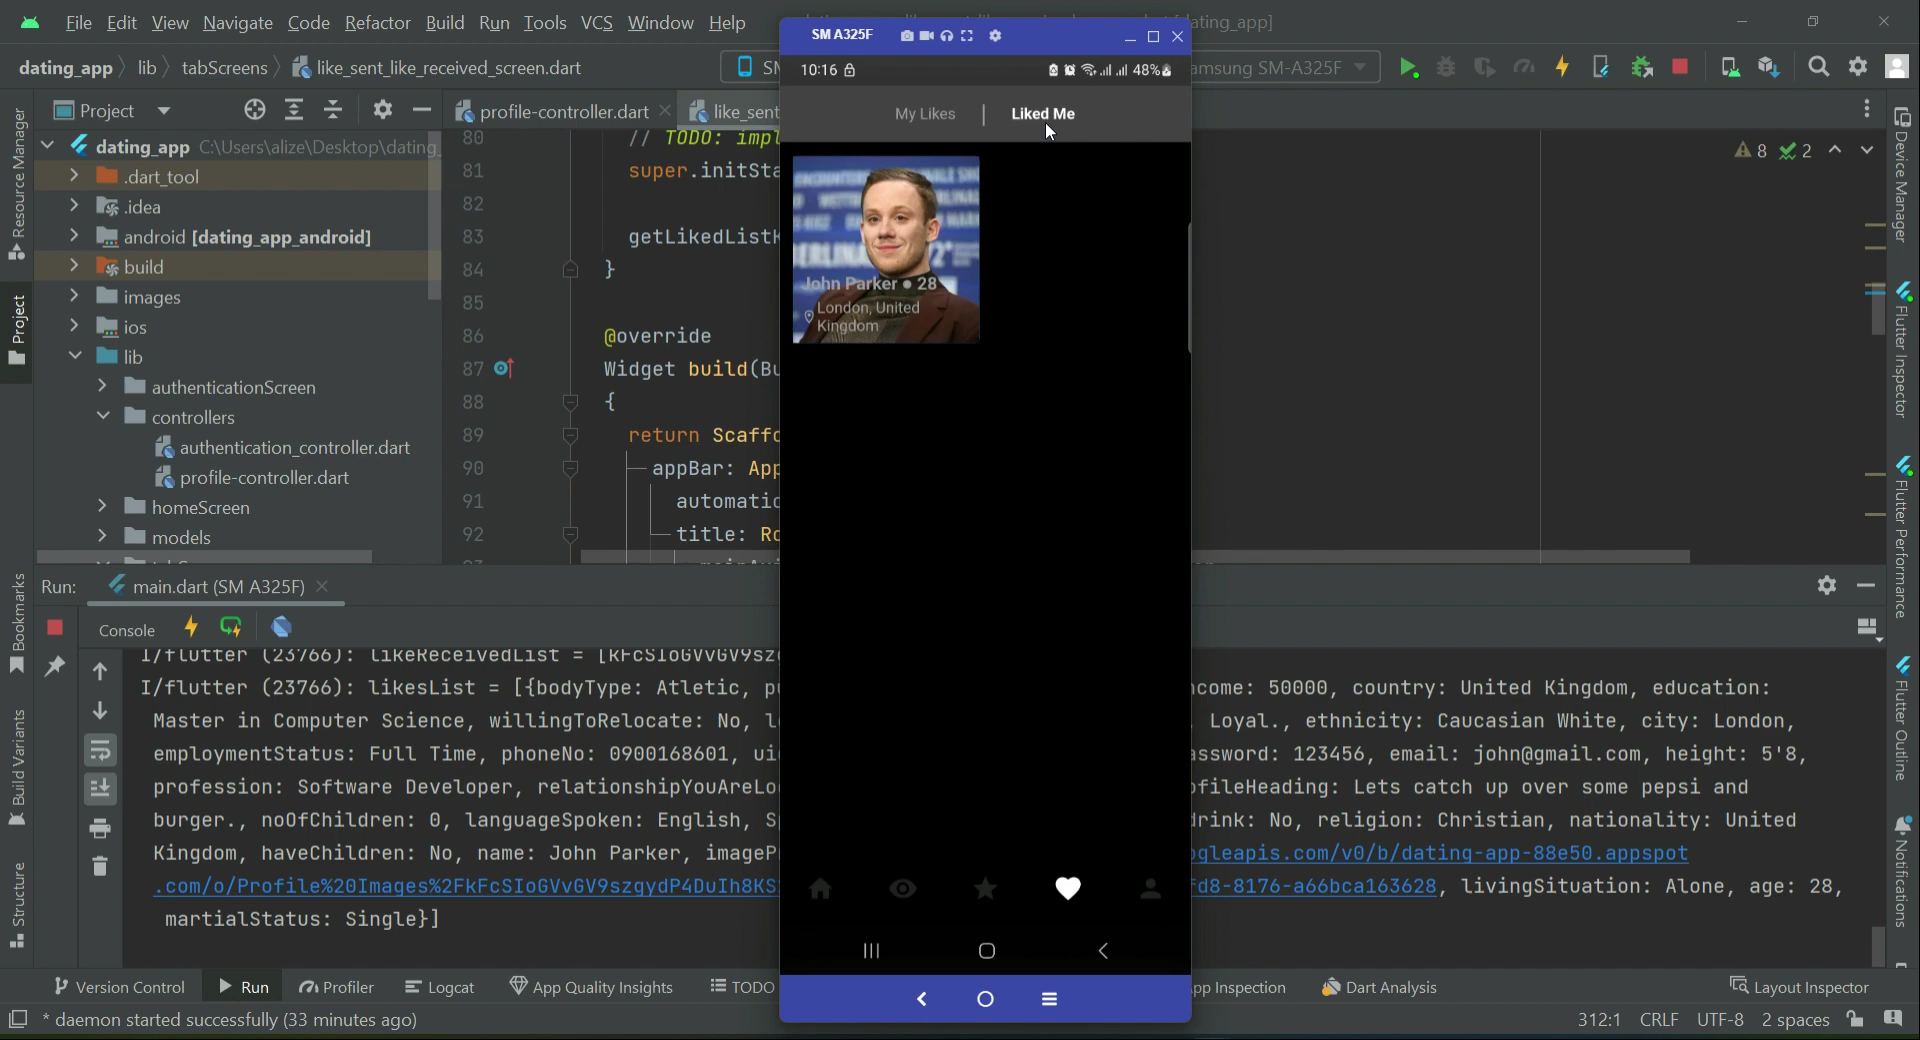 File Edit View Navigate Code Refactor Build Run Tools VCS Window Help
ating_app]
dating_app lib tabScreens like_sent_like_received_screen.dart
amsung SM-A325F
Project
profile-controller.dart
like_sent
dating_app C:\Users\alize\Desktop\dating_
.dart_tool
.idea
android [dating_app_android]
build
images
ios
lib
authenticationScreen
controllers
authentication_controller.dart
profile-controller.dart
homeScreen
models
80 // TODO: impl
81 super.initSta
82
83 getLikedListK
84 }
85
86 @override
87 Widget build(Bu
88 {
89 return Scaffo
90 appBar: App
91 automatic
92 title: Ro
8 2
SM A325F
10:16 48%
My Likes | Liked Me
John Parker ● 28
London, United
Kingdom
Run: main.dart (SM A325F)
Console
I/flutter (23766): likeReceivedList = [kFcSIoGVvGV9sz
I/flutter (23766): likesList = [{bodyType: Atletic, p
come: 50000, country: United Kingdom, education:
Master in Computer Science, willingToRelocate: No, l
Loyal., ethnicity: Caucasian White, city: London,
employmentStatus: Full Time, phoneNo: 0900168601, ui
assword: 123456, email: john@gmail.com, height: 5'8,
profession: Software Developer, relationshipYouAreLo
fileHeading: Lets catch up over some pepsi and
burger., noOfChildren: 0, languageSpoken: English, S
drink: No, religion: Christian, nationality: United
Kingdom, haveChildren: No, name: John Parker, imageP
gleapis.com/v0/b/dating-app-88e50.appspot
.com/o/Profile%20Images%2FkFcSIoGVvGV9szgydP4DuIh8KS
fd8-8176-a66bca163628, livingSituation: Alone, age: 28,
martialStatus: Single}]
Version Control Run Profiler Logcat App Quality Insights TODO
pp Inspection Dart Analysis Layout Inspector
* daemon started successfully (33 minutes ago)
312:1 CRLF UTF-8 2 spaces
Resource Manager
Project
Bookmarks
Build Variants
Structure
Device Manager
Flutter Inspector
Flutter Performance
Flutter Outline
Notifications